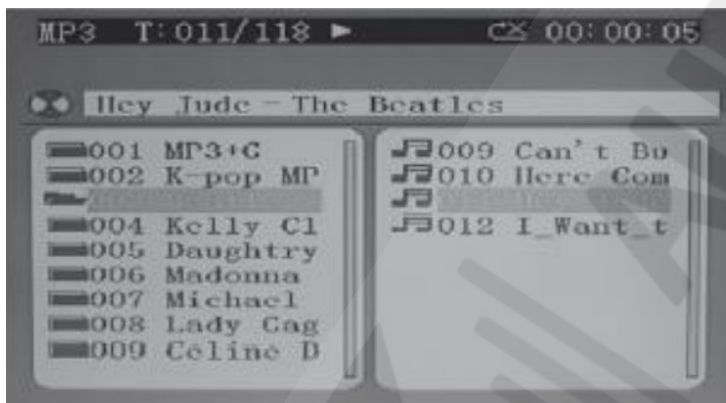 MP3 T:011/118 00:00:05
Hey Jude - The Beatles
001 MP3+G
002 K-pop MP
004 Kelly Cl
005 Daughtry
006 Madonna
007 Michael
008 Lady Gag
009 Celine D
009 Can't Bu
010 Here Com
012 I_Want_t